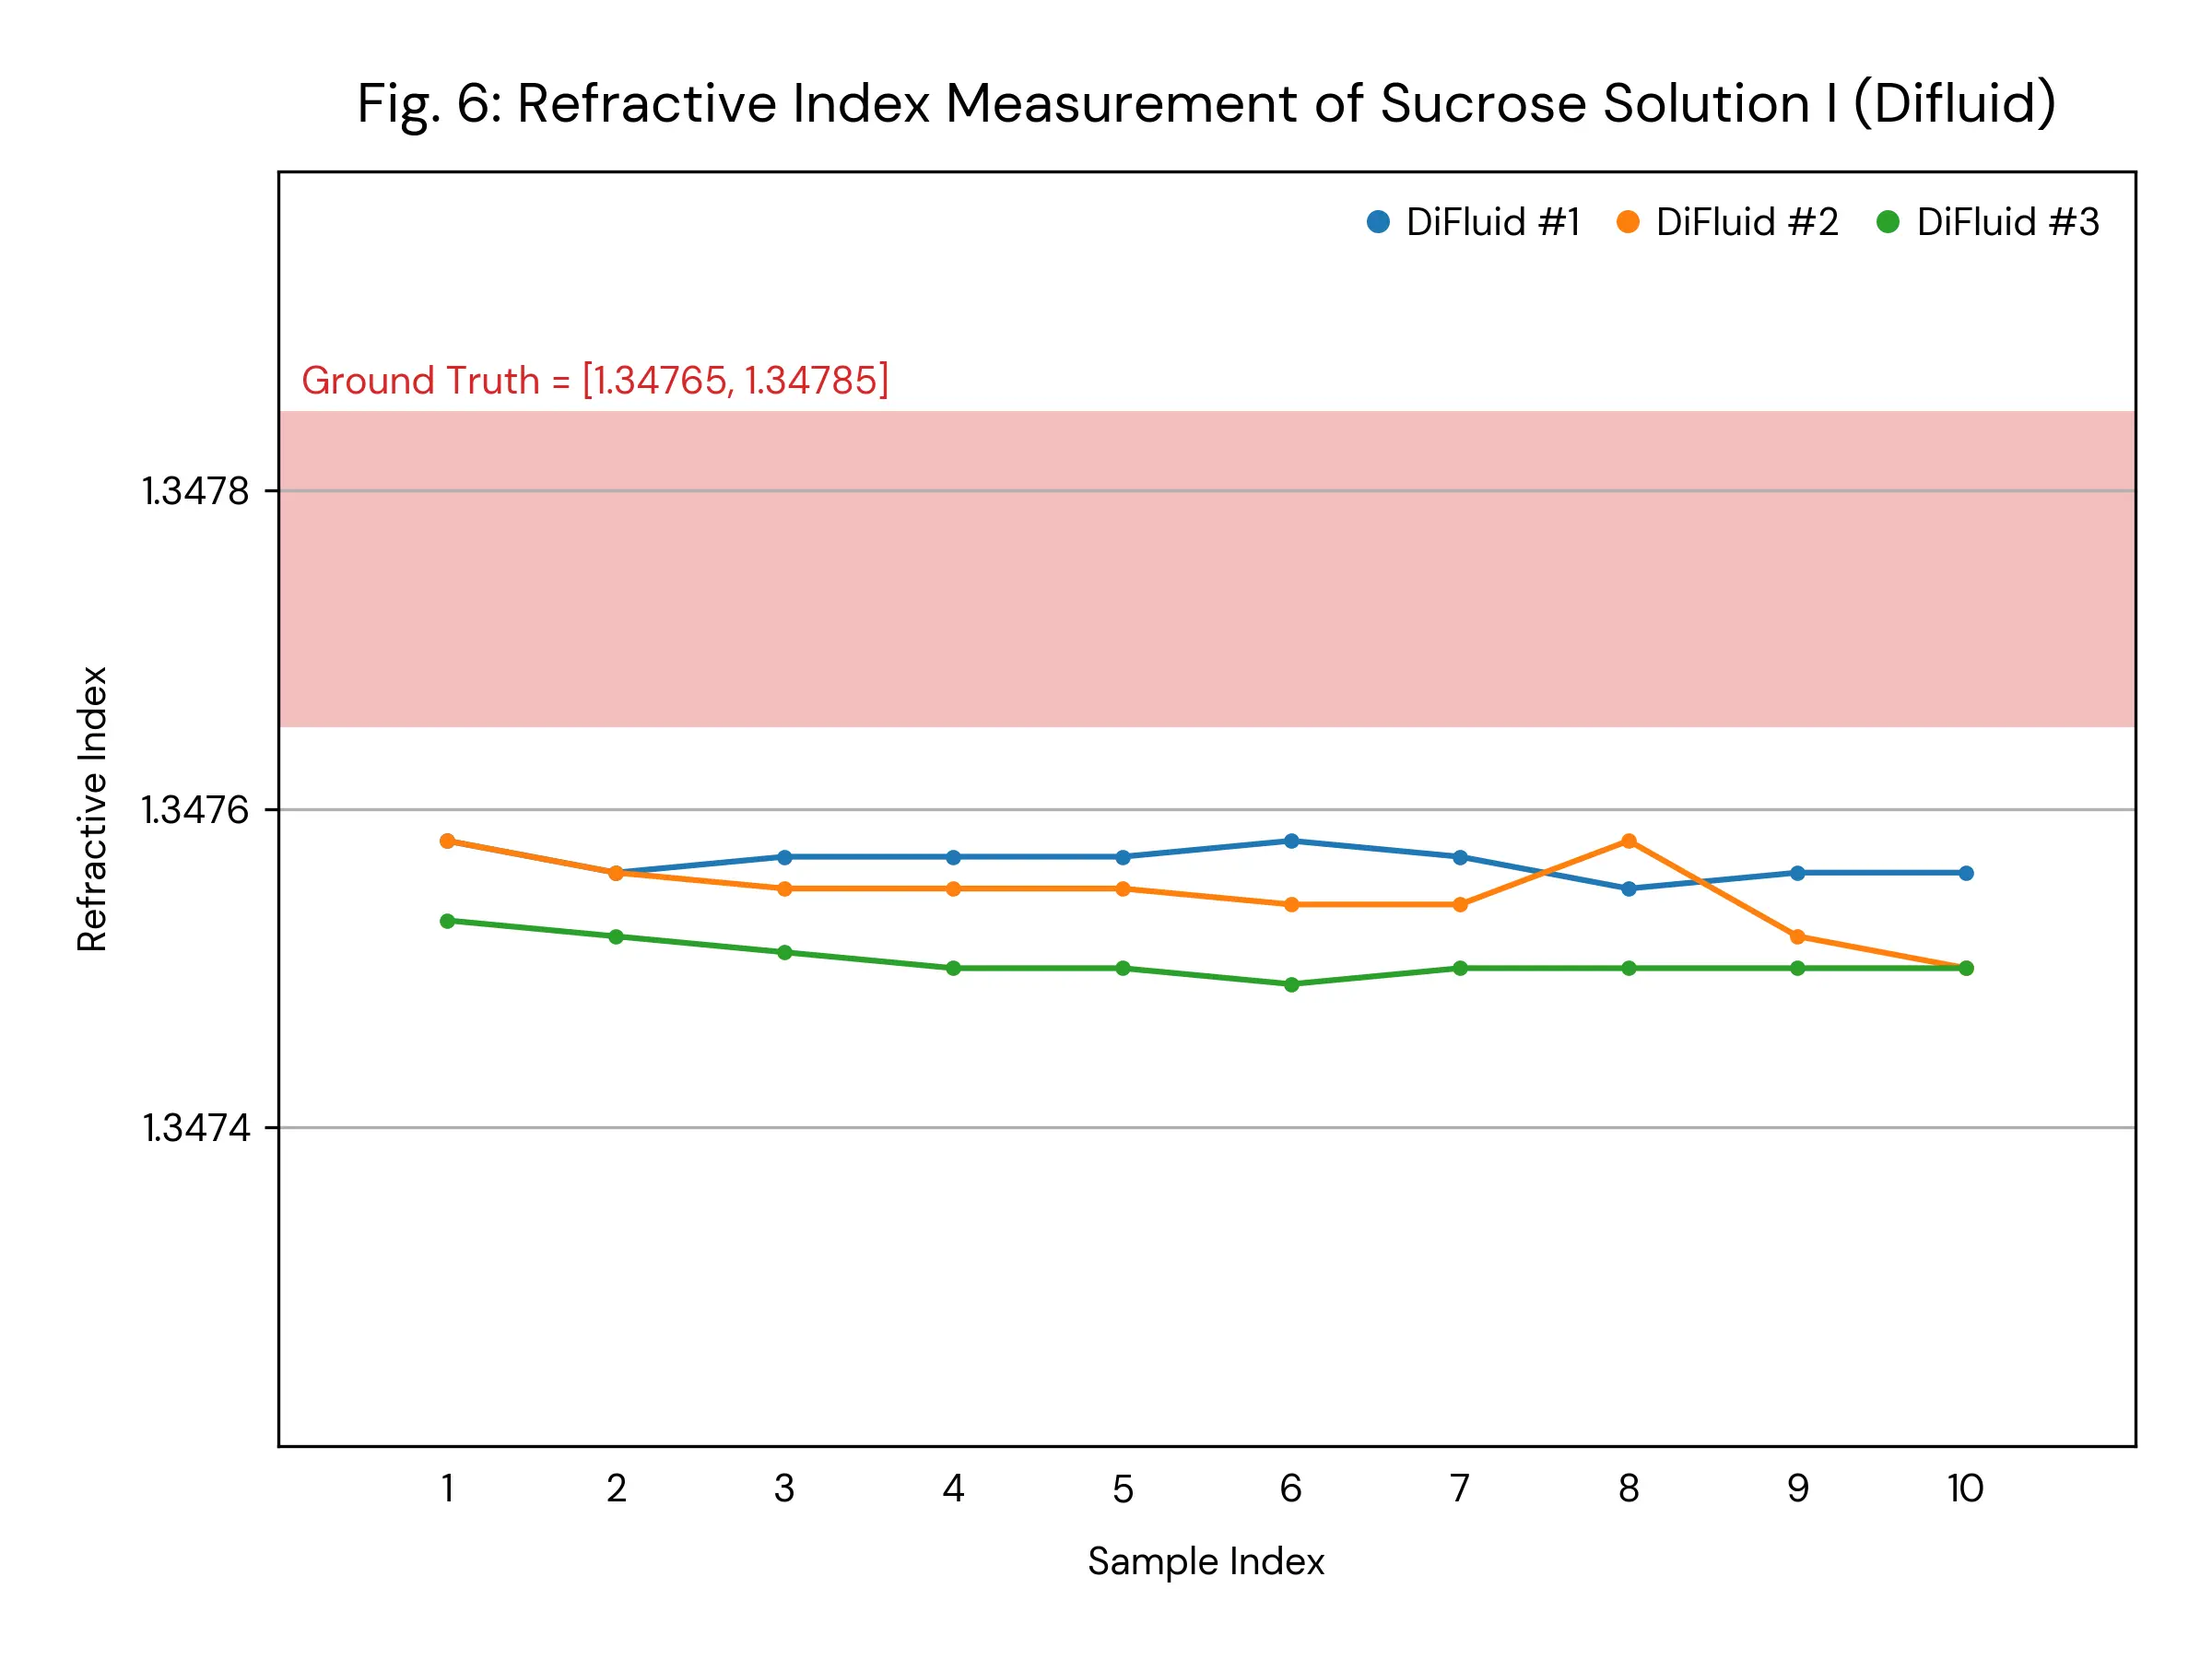 Fig. 6: Refractive Index Measurement of Sucrose Solution I (Difluid)
DiFluid #1 DiFluid #2 DiFluid #3
Ground Truth = [1.34765, 1.34785]
1.3478
1.3476
1.3474
Refractive Index
1 2 3 4 5 6 7 8 9 10
Sample Index